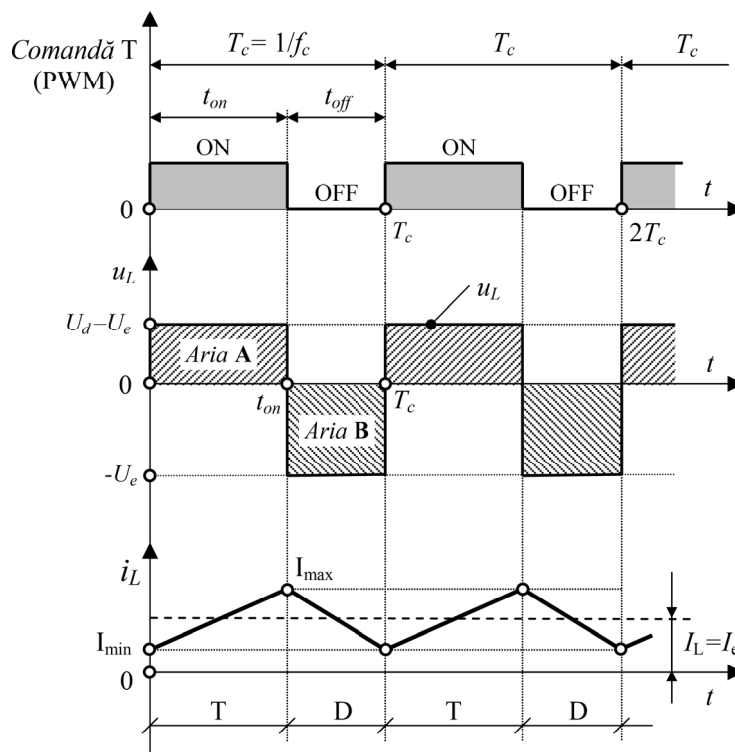 Comandă T
(PWM)
T_c = 1/f_c
T_c
T_c
t_on
t_off
ON
OFF
ON
OFF
t
0
T_c
2T_c
u_L
U_d–U_e
u_L
Aria A
t
0
t_on
T_c
Aria B
-U_e
i_L
I_max
I_min
I_L=I_e
0
t
T
D
T
D